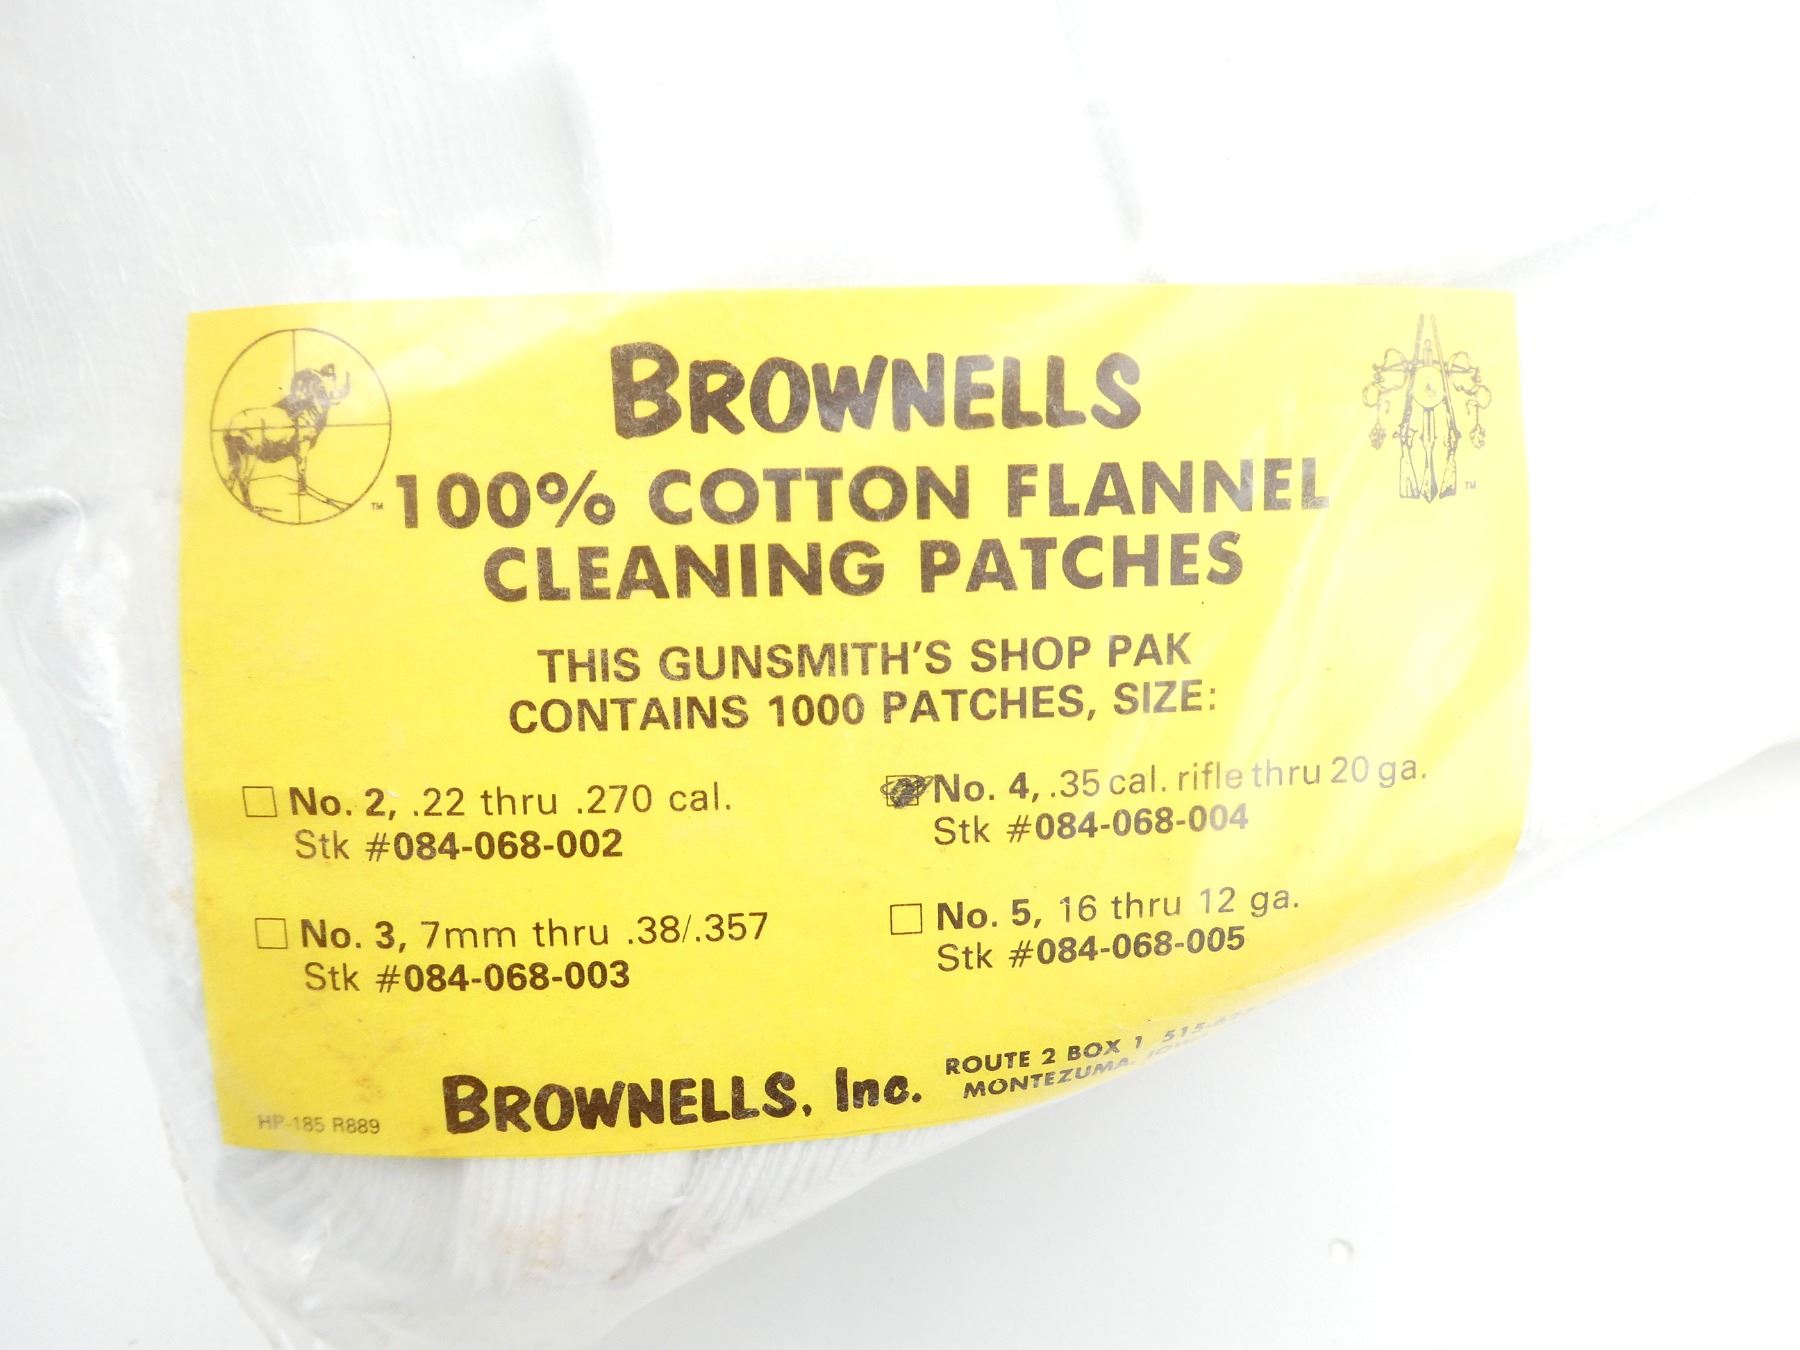 BROWNELLS
TM
100% COTTON FLANNEL
TM
CLEANING PATCHES
THIS GUNSMITH'S SHOP PAK
CONTAINS 1000 PATCHES, SIZE:
No. 2, .22 thru .270 cal.
Stk #084-068-002
No. 4, .35 cal. rifle thru 20 ga.
Stk #084-068-004
No. 3, 7mm thru .38/.357
Stk #084-068-003
No. 5, 16 thru 12 ga.
Stk #084-068-005
HP-185 R889
BROWNELLS, Inc.
ROUTE 2 BOX 1 515-
MONTEZUMA,